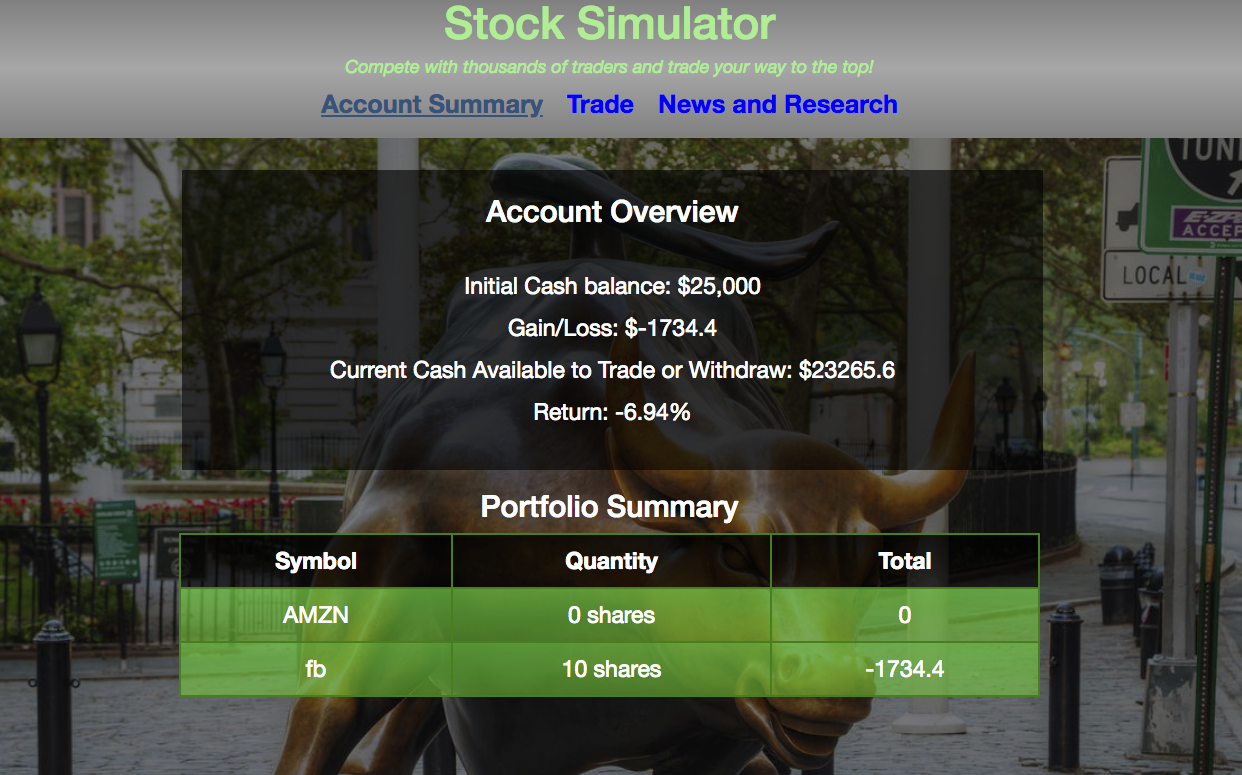 Stock Simulator
Compete with thousands of traders and trade your way to the top!
Account Summary Trade News and Research
TUN
1
E-ZPa
ACCEP
LOCAL
Account Overview
Initial Cash balance: $25,000
Gain/Loss: $-1734.4
Current Cash Available to Trade or Withdraw: $23265.6
Return: -6.94%
Portfolio Summary
Symbol Quantity Total
AMZN 0 shares 0
fb 10 shares -1734.4